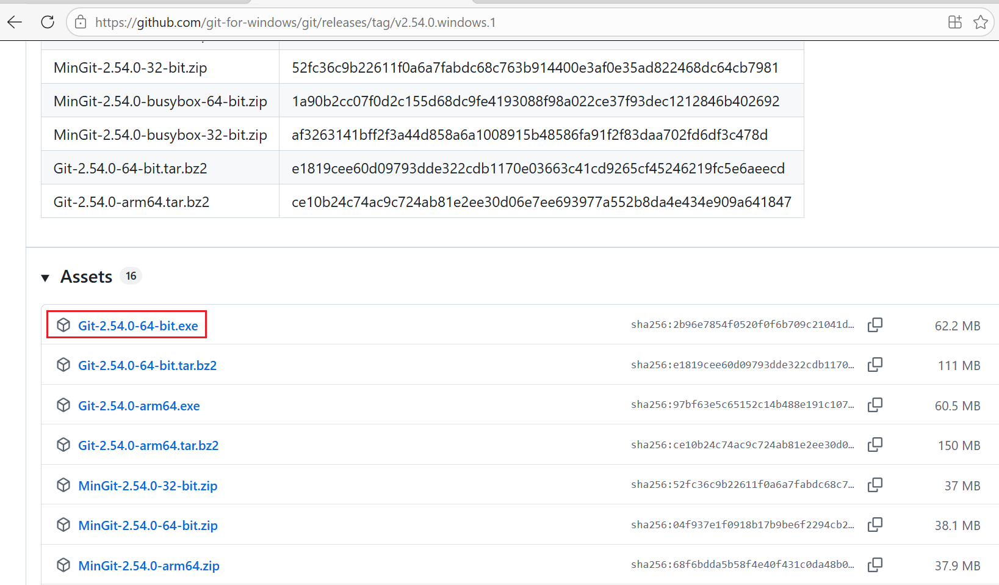 https://github.com/git-for-windows/git/releases/tag/v2.54.0.windows.1
MinGit-2.54.0-32-bit.zip 52fc36c9b22611f0a6a7fabdc68c763b914400e3af0e35ad822468dc64cb7981
MinGit-2.54.0-busybox-64-bit.zip 1a90b2cc07f0d2c155d68dc9fe4193088f98a022ce37f93dec1212846b402692
MinGit-2.54.0-busybox-32-bit.zip af3263141bff2f3a44d858a6a1008915b48586fa91f2f83daa702fd6df3c478d
Git-2.54.0-64-bit.tar.bz2 e1819cee60d09793dde322cdb1170e03663c41cd9265cf45246219fc5e6aeecd
Git-2.54.0-arm64.tar.bz2 ce10b24c74ac9c724ab81e2ee30d06e7ee693977a552b8da4e434e909a641847
Assets 16
Git-2.54.0-64-bit.exe sha256:2b96e7854f0520f0f6b709c21041d… 62.2 MB
Git-2.54.0-64-bit.tar.bz2 sha256:e1819cee60d09793dde322cdb1170… 111 MB
Git-2.54.0-arm64.exe sha256:97bf63e5c65152c14b488e191c107… 60.5 MB
Git-2.54.0-arm64.tar.bz2 sha256:ce10b24c74ac9c724ab81e2ee30d0… 150 MB
MinGit-2.54.0-32-bit.zip sha256:52fc36c9b22611f0a6a7fabdc68c7… 37 MB
MinGit-2.54.0-64-bit.zip sha256:04f937e1f0918b17b9be6f2294cb2… 38.1 MB
MinGit-2.54.0-arm64.zip sha256:68f6bdda5b58f4e40f431c0da48b0… 37.9 MB